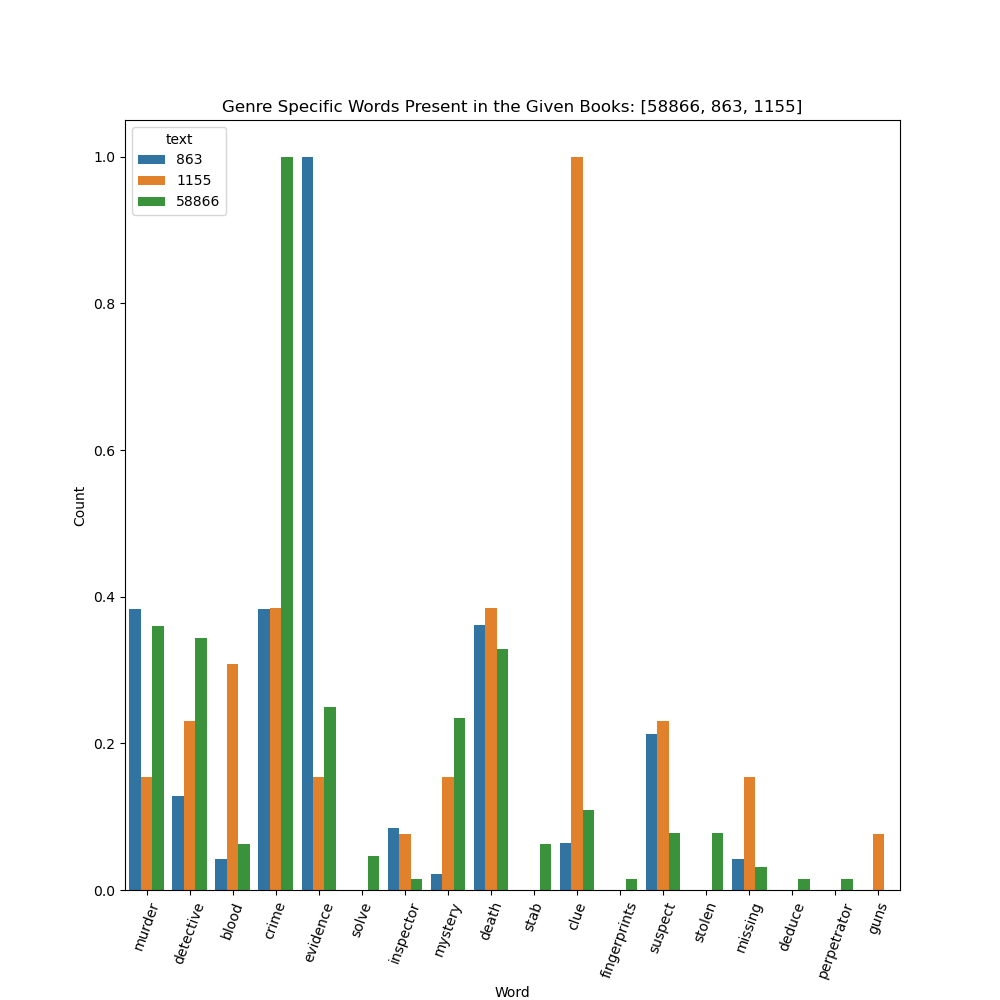 Genre Specific Words Present in the Given Books: [58866, 863, 1155]
text
863
1155
58866
1.0
0.8
0.6
0.4
0.2
0.0
Count
murder
detective
blood
crime
evidence
solve
inspector
mystery
death
stab
clue
fingerprints
suspect
stolen
missing
deduce
perpetrator
guns
Word